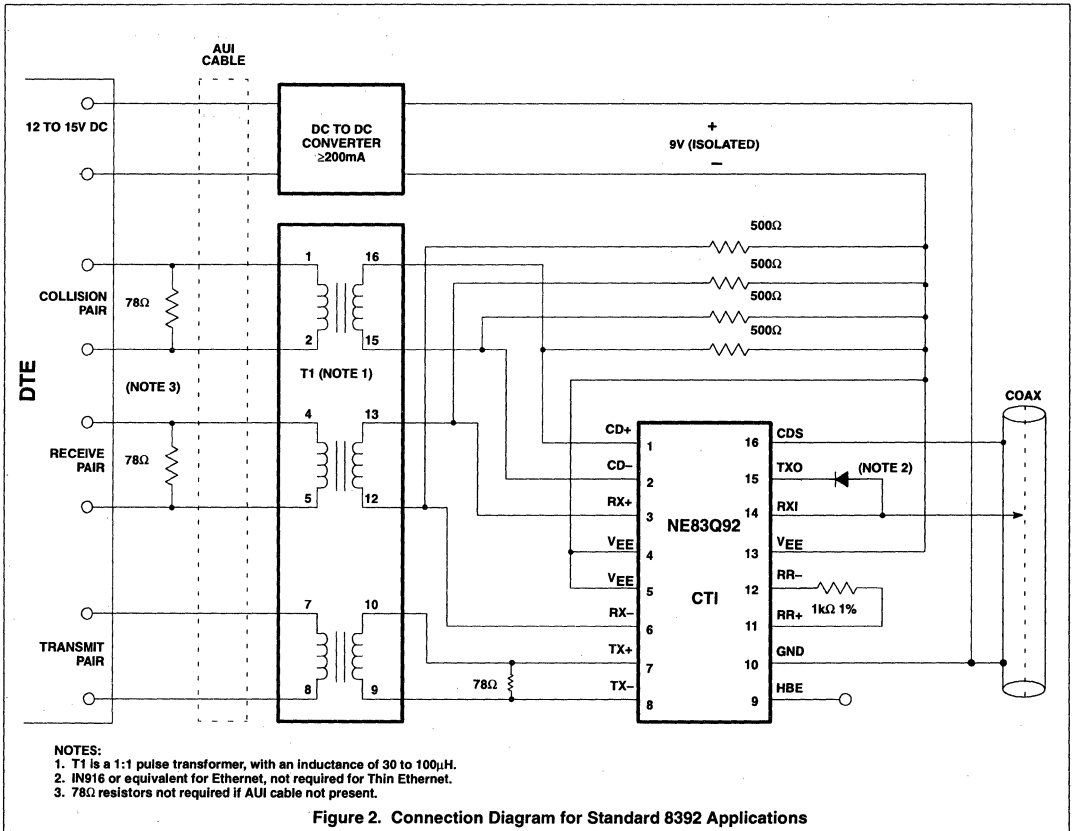 AUI
CABLE
12 TO 15V DC
DC TO DC
CONVERTER
≥200mA
+
9V (ISOLATED)
−
500Ω
500Ω
500Ω
500Ω
COLLISION
PAIR
78Ω
1
2
16
15
DTE
(NOTE 3)
T1 (NOTE 1)
RECEIVE
PAIR
78Ω
4
5
13
12
TRANSMIT
PAIR
7
8
10
9
78Ω
CD+
CD−
RX+
VEE
VEE
RX−
TX+
TX−
1
2
3
4
5
6
7
8
NE83Q92
CTI
16
15
14
13
12
11
10
9
CDS
TXO
(NOTE 2)
RXI
VEE
RR−
1kΩ 1%
RR+
GND
HBE
COAX
NOTES:
1. T1 is a 1:1 pulse transformer, with an inductance of 30 to 100μH.
2. IN916 or equivalent for Ethernet, not required for Thin Ethernet.
3. 78Ω resistors not required if AUI cable not present.
Figure 2. Connection Diagram for Standard 8392 Applications